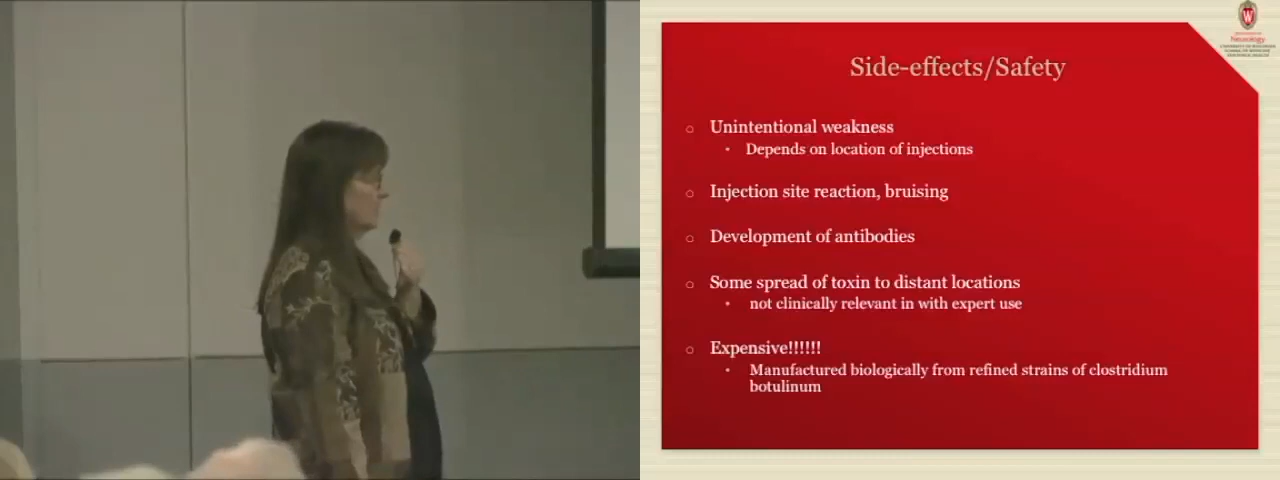 W
Neurology
Side-effects/Safety
Unintentional weakness
Depends on location of injections
Injection site reaction, bruising
Development of antibodies
Some spread of toxin to distant locations
not clinically relevant in with expert use
Expensive!!!!!!
Manufactured biologically from refined strains of clostridium
botulinum